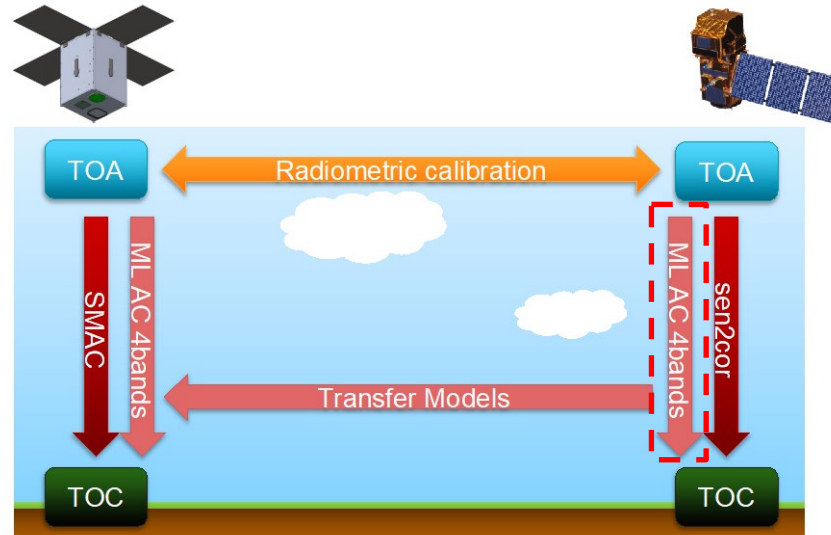 TOA
Radiometric calibration
TOA
SMAC
ML AC 4bands
ML AC 4bands
sen2cor
Transfer Models
TOC
TOC